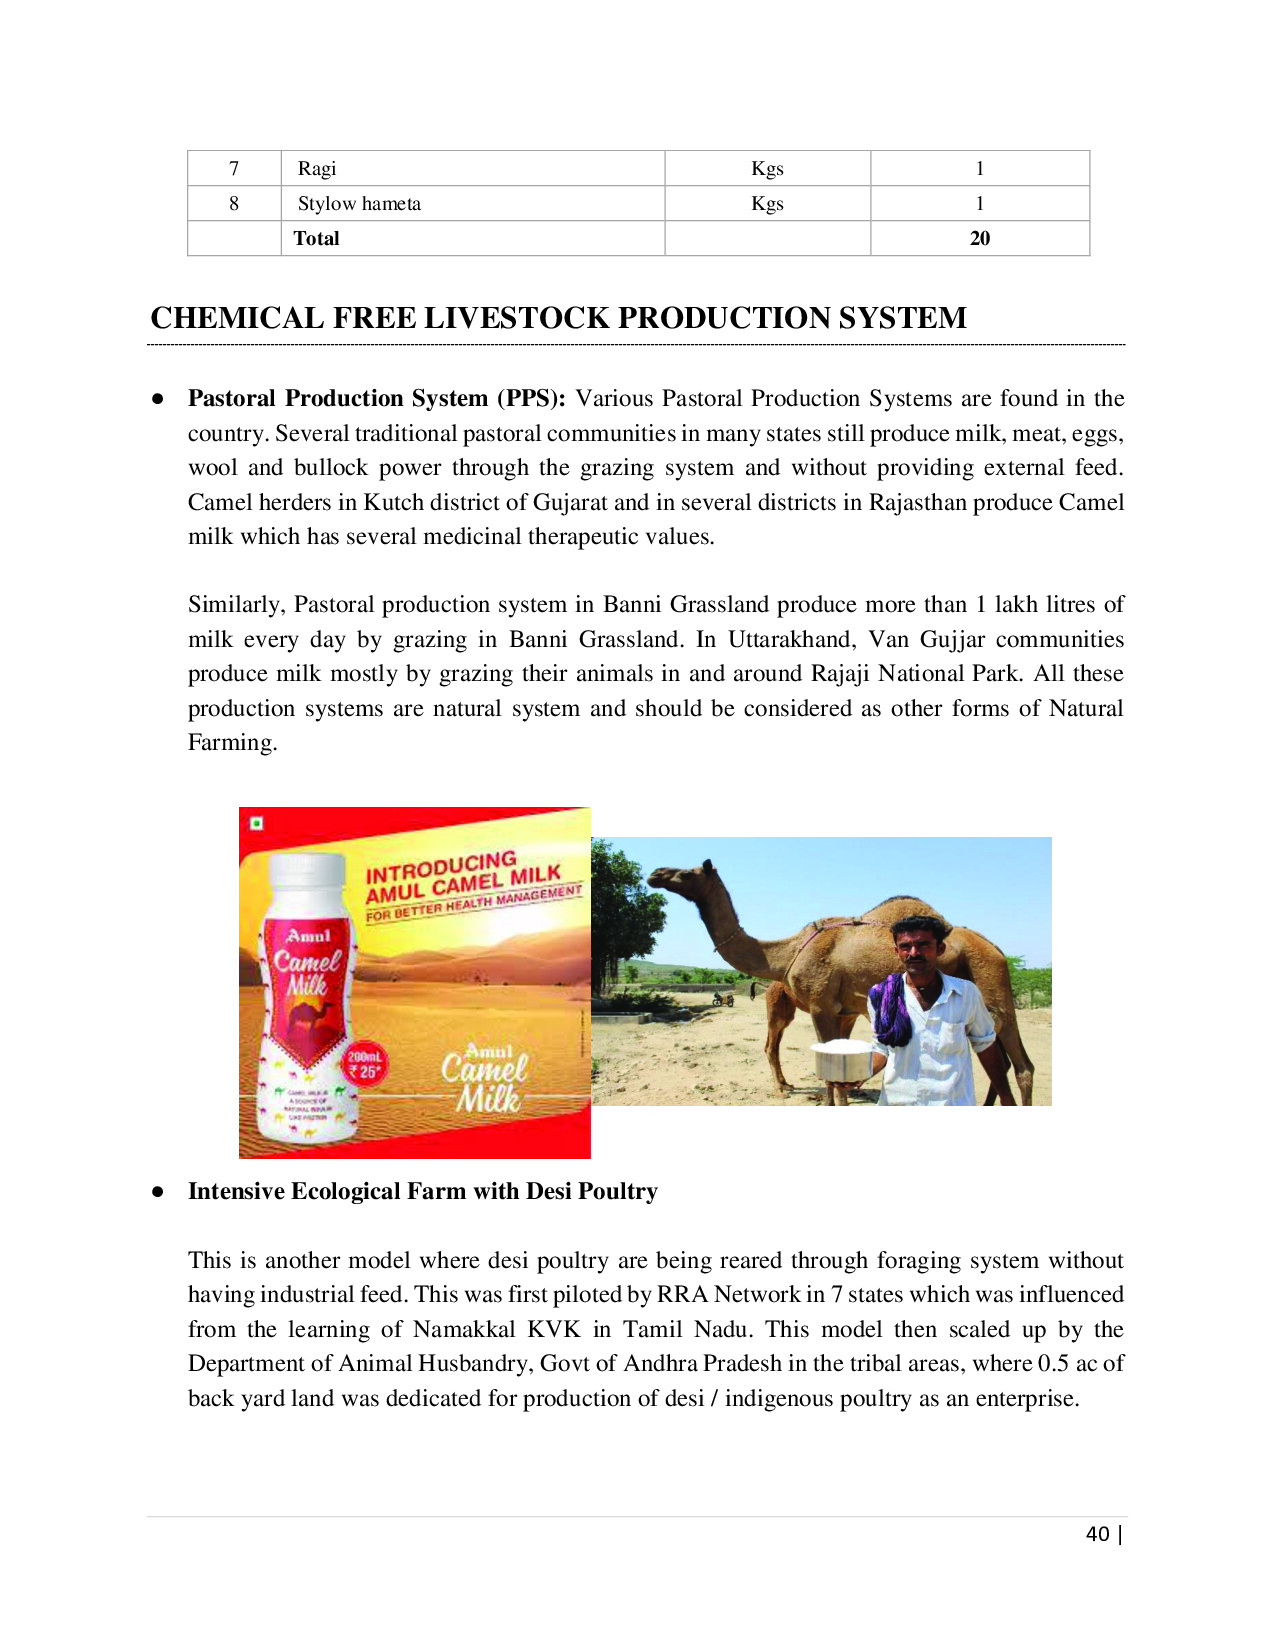 7 Ragi Kgs 1
8 Stylow hameta Kgs 1
Total 20
CHEMICAL FREE LIVESTOCK PRODUCTION SYSTEM
● Pastoral Production System (PPS): Various Pastoral Production Systems are found in the
country. Several traditional pastoral communities in many states still produce milk, meat, eggs,
wool and bullock power through the grazing system and without providing external feed.
Camel herders in Kutch district of Gujarat and in several districts in Rajasthan produce Camel
milk which has several medicinal therapeutic values.
Similarly, Pastoral production system in Banni Grassland produce more than 1 lakh litres of
milk every day by grazing in Banni Grassland. In Uttarakhand, Van Gujjar communities
produce milk mostly by grazing their animals in and around Rajaji National Park. All these
production systems are natural system and should be considered as other forms of Natural
Farming.
INTRODUCING
AMUL CAMEL MILK
FOR BETTER HEALTH MANAGEMENT
Amul
Camel
Milk
200mL
₹ 25*
CAMEL MILK IS
A SOURCE OF
NATURAL INSULIN
LIKE PROTEIN
Amul
Camel
Milk
● Intensive Ecological Farm with Desi Poultry
This is another model where desi poultry are being reared through foraging system without
having industrial feed. This was first piloted by RRA Network in 7 states which was influenced
from the learning of Namakkal KVK in Tamil Nadu. This model then scaled up by the
Department of Animal Husbandry, Govt of Andhra Pradesh in the tribal areas, where 0.5 ac of
back yard land was dedicated for production of desi / indigenous poultry as an enterprise.
40 |